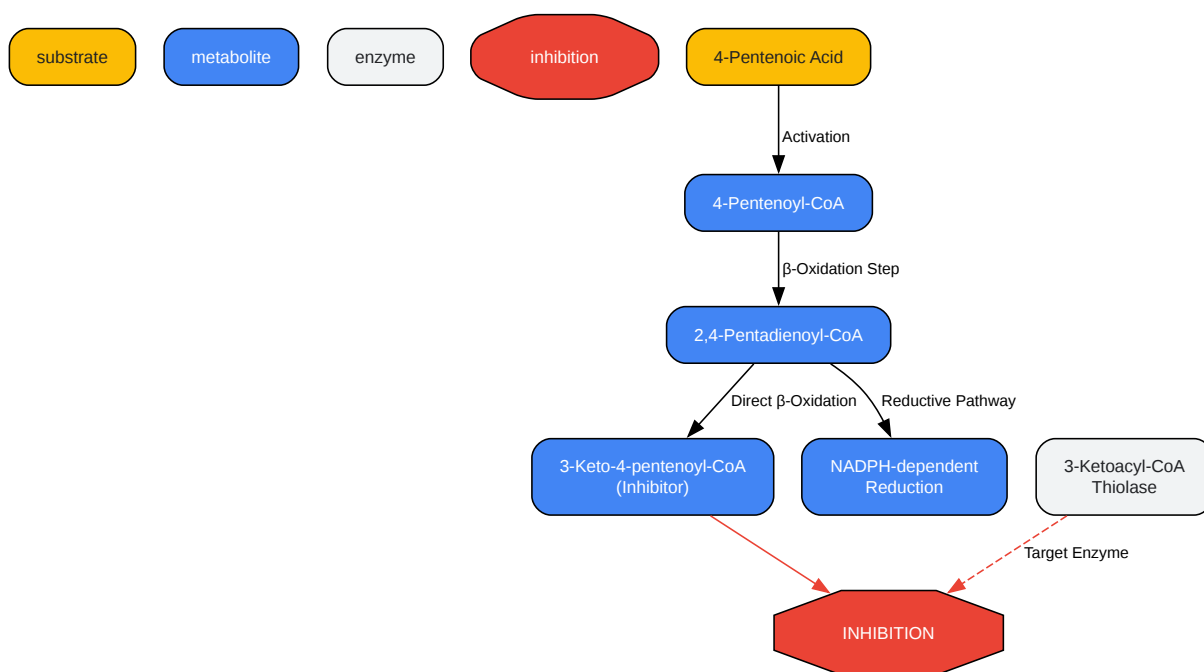 substrate
metabolite
enzyme
inhibition
4-Pentenoic Acid
Activation
4-Pentenoyl-CoA
β-Oxidation Step
2,4-Pentadienoyl-CoA
Direct β-Oxidation
Reductive Pathway
3-Keto-4-pentenoyl-CoA
(Inhibitor)
NADPH-dependent
Reduction
3-Ketoacyl-CoA
Thiolase
Target Enzyme
INHIBITION